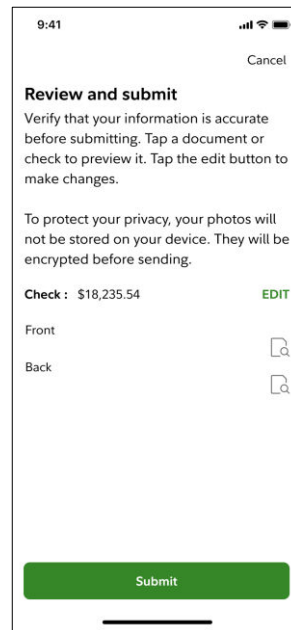 9:41
Cancel
Review and submit
Verify that your information is accurate
before submitting. Tap a document or
check to preview it. Tap the edit button to
make changes.
To protect your privacy, your photos will
not be stored on your device. They will be
encrypted before sending.
Check : $18,235.54 EDIT
Front
Back
Submit